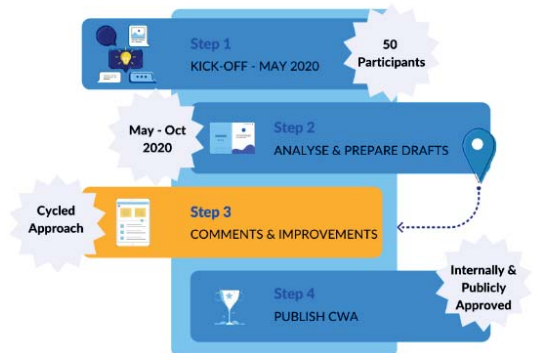 Step 1
KICK-OFF - MAY 2020
50
Participants
May - Oct
2020
Step 2
ANALYSE & PREPARE DRAFTS
Cycled
Approach
Step 3
COMMENTS & IMPROVEMENTS
Step 4
PUBLISH CWA
Internally &
Publicly
Approved